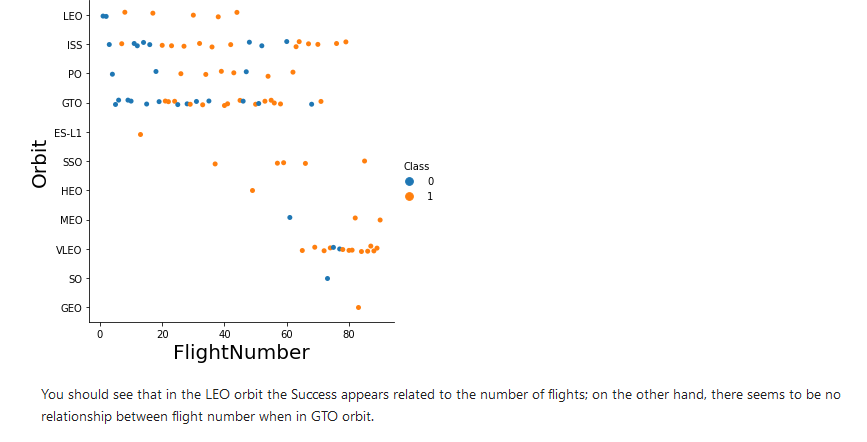 LEO
ISS
PO
GTO
ES-L1
SSO
HEO
MEO
VLEO
SO
GEO
Orbit
Class
0
1
0 20 40 60 80
FlightNumber
You should see that in the LEO orbit the Success appears related to the number of flights; on the other hand, there seems to be no
relationship between flight number when in GTO orbit.